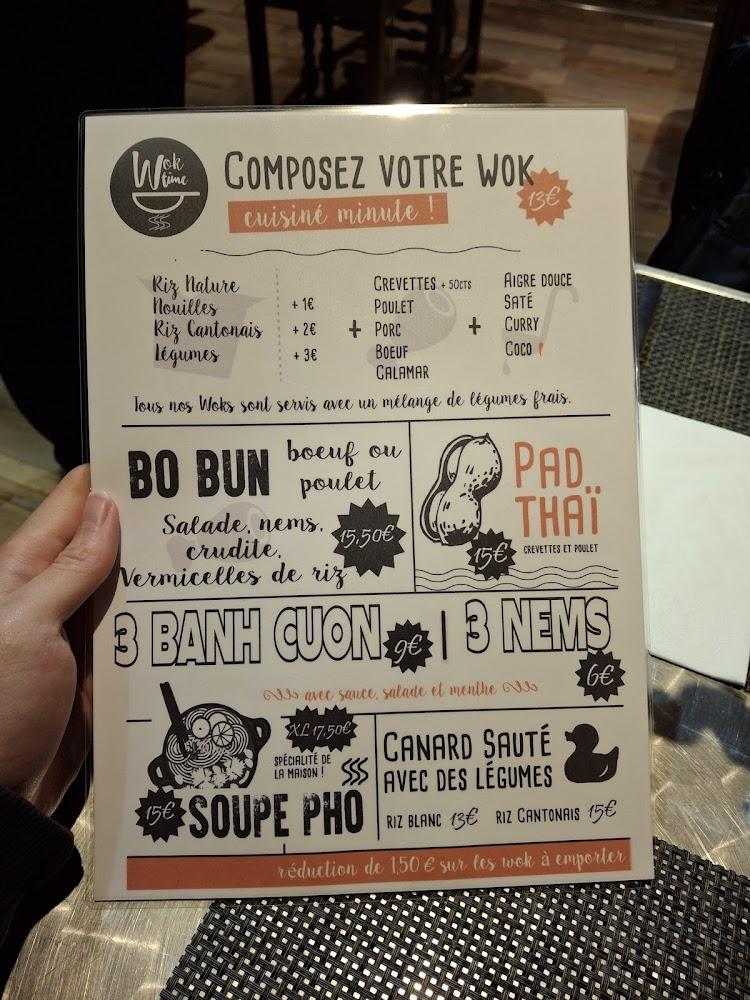 Wok
time
COMPOSEZ VOTRE WOK
13€
cuisiné minute !
Riz Nature
Nouilles + 1€
Riz Cantonais + 2€
Légumes + 3€
+
CREVETTES + 50CTS
POULET
PORC
BOEUF
CALAMAR
+
AIGRE DOUCE
SATÉ
CURRY
COCO
Tous nos Woks sont servis avec un mélange de légumes frais.
BO BUN
boeuf ou
poulet
Salade, nems,
crudite,
Vermicelles de riz
15,50€
PAD
THAÏ
CREVETTES ET POULET
15€
3 BANH CUON
9€
3 NEMS
6€
avec sauce, salade et menthe
XL 17,50€
SPÉCIALITÉ DE
LA MAISON !
15€
SOUPE PHO
CANARD SAUTÉ
AVEC DES LÉGUMES
RIZ BLANC 13€ RIZ CANTONAIS 15€
réduction de 1,50 € sur les wok à emporter